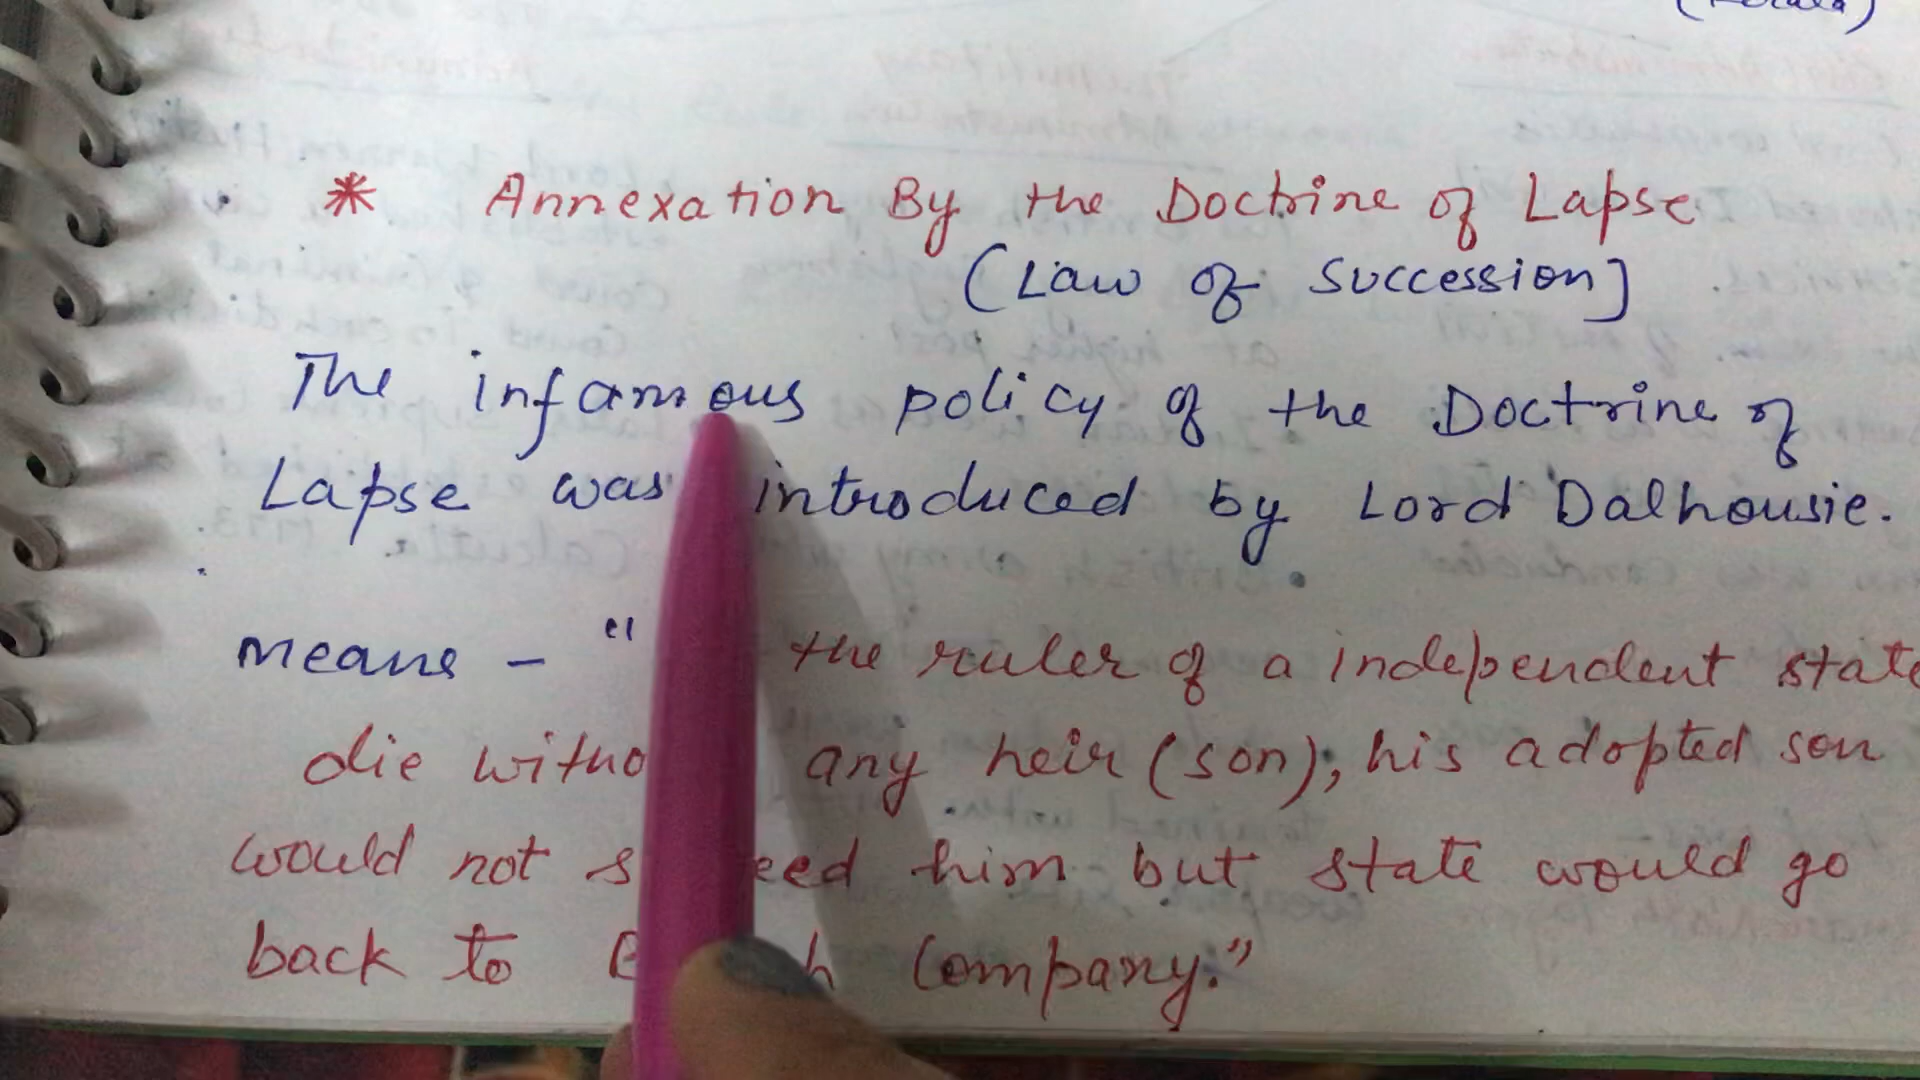 (Kerala)
* Annexation By the Doctrine of Lapse
(Law of Succession]
The infamous policy of the Doctrine of
Lapse was introduced by Lord Dalhousie.
means - " the ruler of a independent state
die any heir (son), his adopted son
would not him but state would go
back to Company."